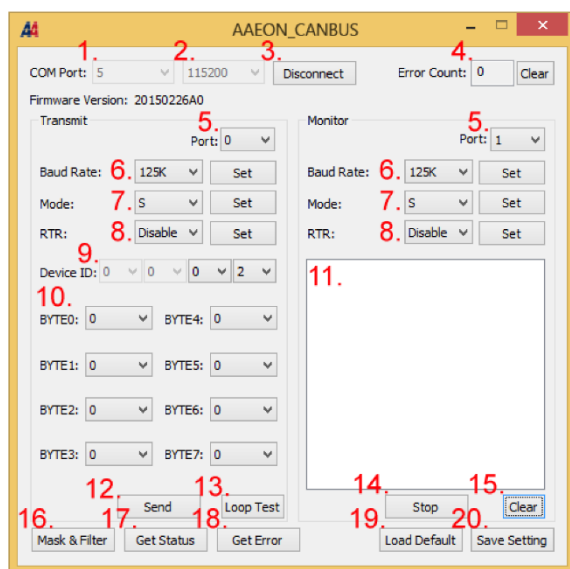 AAEON_CANBUS
1. 2. 3. 4.
COM Port: 5 115200 Disconnect Error Count: 0 Clear
Firmware Version: 20150226A0
Transmit Monitor
5. 5.
Port: 0 Port: 1
Baud Rate: 6. 125K Set Baud Rate: 6. 125K Set
Mode: 7. S Set Mode: 7. S Set
RTR: 8. Disable Set RTR: 8. Disable Set
9.
Device ID: 0 0 0 2 11.
10.
BYTE0: 0 BYTE4: 0
BYTE1: 0 BYTE5: 0
BYTE2: 0 BYTE6: 0
BYTE3: 0 BYTE7: 0
12. 13. 14. 15.
Send Loop Test Stop Clear
16. 17. 18. 19. 20.
Mask & Filter Get Status Get Error Load Default Save Setting